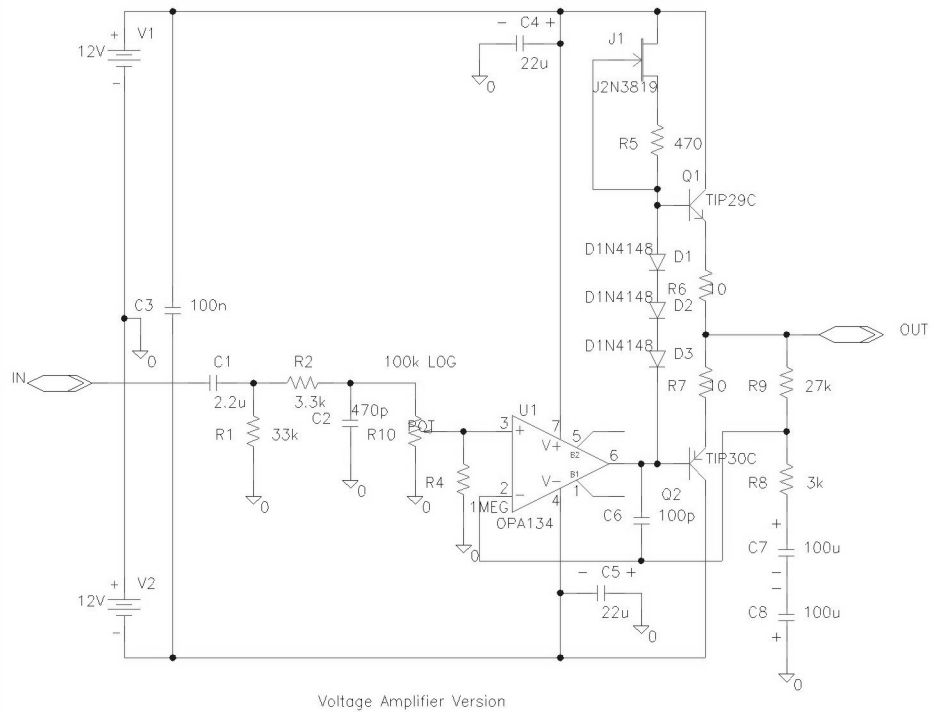 + V1
12V
-
- C4 +
22u
0
J1
J2N3819
R5 470
Q1
TIP29C
C3 100n
0
D1N4148 D1
R6 10
D1N4148 D2
D1N4148 D3
R7 10
OUT
IN
C1
2.2u
R2
3.3k
100k LOG
R1 33k
C2 470p
R10 POT
0
0
0
R4
1MEG
0
U1
3 +
2 -
7
V+
5
B2
6
B1
V-
1
4
OPA134
R9 27k
TIP30C
Q2
C6 100p
R8 3k
+
C7 100u
-
-
C8 100u
+
0
- C5 +
22u
0
+ V2
12V
-
Voltage Amplifier Version